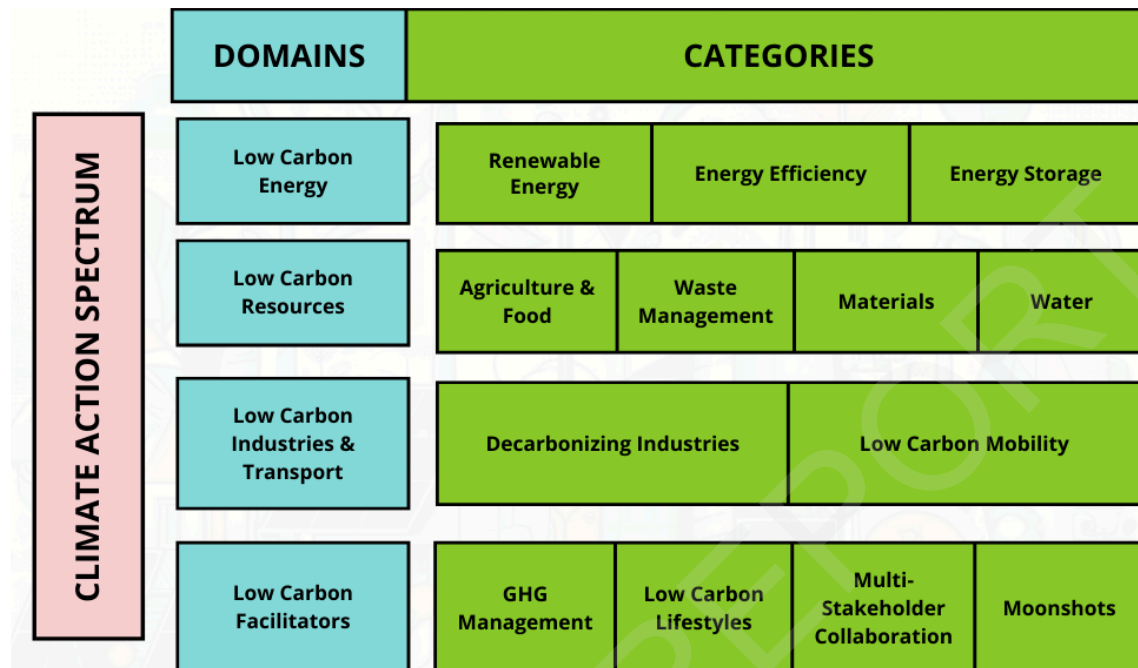 DOMAINS
CATEGORIES
CLIMATE ACTION SPECTRUM
Low Carbon
Energy
Renewable
Energy
Energy Efficiency
Energy Storage
Low Carbon
Resources
Agriculture &
Food
Waste
Management
Materials
Water
Low Carbon
Industries &
Transport
Decarbonizing Industries
Low Carbon Mobility
Low Carbon
Facilitators
GHG
Management
Low Carbon
Lifestyles
Multi-
Stakeholder
Collaboration
Moonshots
REPORT